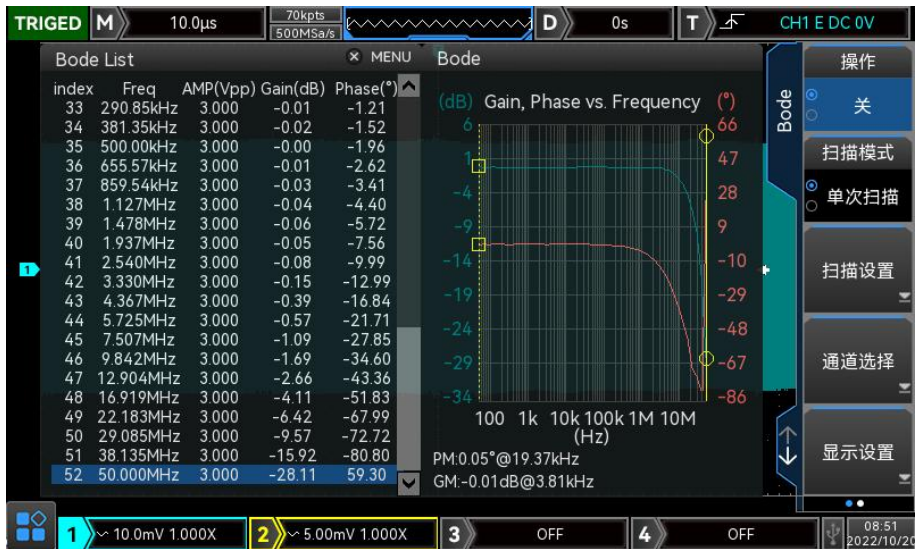 TRIGED M 10.0μs 70kpts 500MSa/s D 0s T CH1 E DC 0V
Bode List MENU
index Freq AMP(Vpp) Gain(dB) Phase(°)
33 290.85kHz 3.000 -0.01 -1.21
34 381.35kHz 3.000 -0.02 -1.52
35 500.00kHz 3.000 -0.00 -1.96
36 655.57kHz 3.000 -0.01 -2.62
37 859.54kHz 3.000 -0.03 -3.41
38 1.127MHz 3.000 -0.04 -4.40
39 1.478MHz 3.000 -0.06 -5.72
40 1.937MHz 3.000 -0.05 -7.56
41 2.540MHz 3.000 -0.08 -9.99
42 3.330MHz 3.000 -0.15 -12.99
43 4.367MHz 3.000 -0.39 -16.84
44 5.725MHz 3.000 -0.57 -21.71
45 7.507MHz 3.000 -1.09 -27.85
46 9.842MHz 3.000 -1.69 -34.60
47 12.904MHz 3.000 -2.66 -43.36
48 16.919MHz 3.000 -4.11 -51.83
49 22.183MHz 3.000 -6.42 -67.99
50 29.085MHz 3.000 -9.57 -72.72
51 38.135MHz 3.000 -15.92 -80.80
52 50.000MHz 3.000 -28.11 59.30
Bode
(dB) Gain, Phase vs. Frequency (°)
6 66
1 47
-4 28
-9 9
-14 -10
-19 -29
-24 -48
-29 -67
-34 -86
100 1k 10k 100k 1M 10M
(Hz)
PM:0.05°@19.37kHz
GM:-0.01dB@3.81kHz
Bode
操作
关
扫描模式
单次扫描
扫描设置
通道选择
显示设置
1
1 10.0mV 1.000X 2 5.00mV 1.000X 3 OFF 4 OFF
08:51
2022/10/20